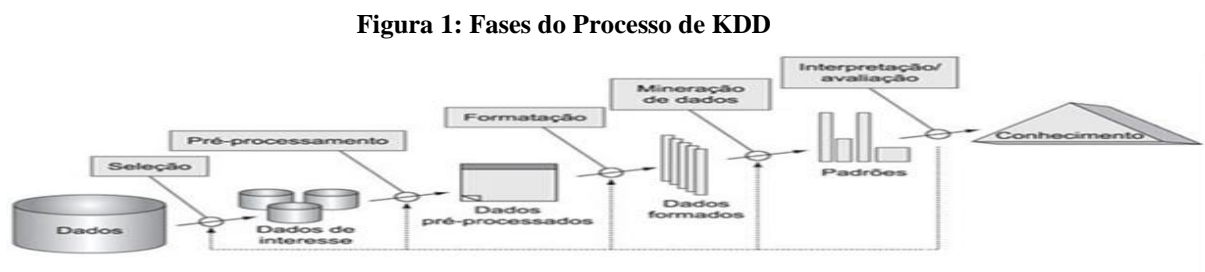 Figura 1: Fases do Processo de KDD
Interpretação/
avaliação
Mineração
de dados
Formatação
Pré-processamento
Seleção
Dados
Dados de
interesse
Dados
pré-processados
Dados
formados
Padrões
Conhecimento